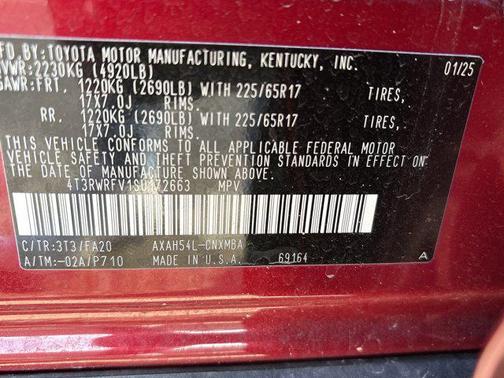 MFD. BY: TOYOTA MOTOR MANUFACTURING, KENTUCKY, INC. 01/25
GVWR: 2230KG (4920LB)
GAWR: FRT. 1220KG (2690LB) WITH 225/65R17 TIRES,
17X7.0J RIMS.
RR. 1220KG (2690LB) WITH 225/65R17 TIRES,
17X7.0J RIMS.
THIS VEHICLE CONFORMS TO ALL APPLICABLE FEDERAL MOTOR
VEHICLE SAFETY AND THEFT PREVENTION STANDARDS IN EFFECT ON
THE DATE OF MANUFACTURE SHOWN ABOVE.
4T3RWRFV1SU172663 MPV
C/TR: 3T3/FA20 AXAH54L-CNXMBA
A/TM: -02A/P710 MADE IN U.S.A. 69164 A